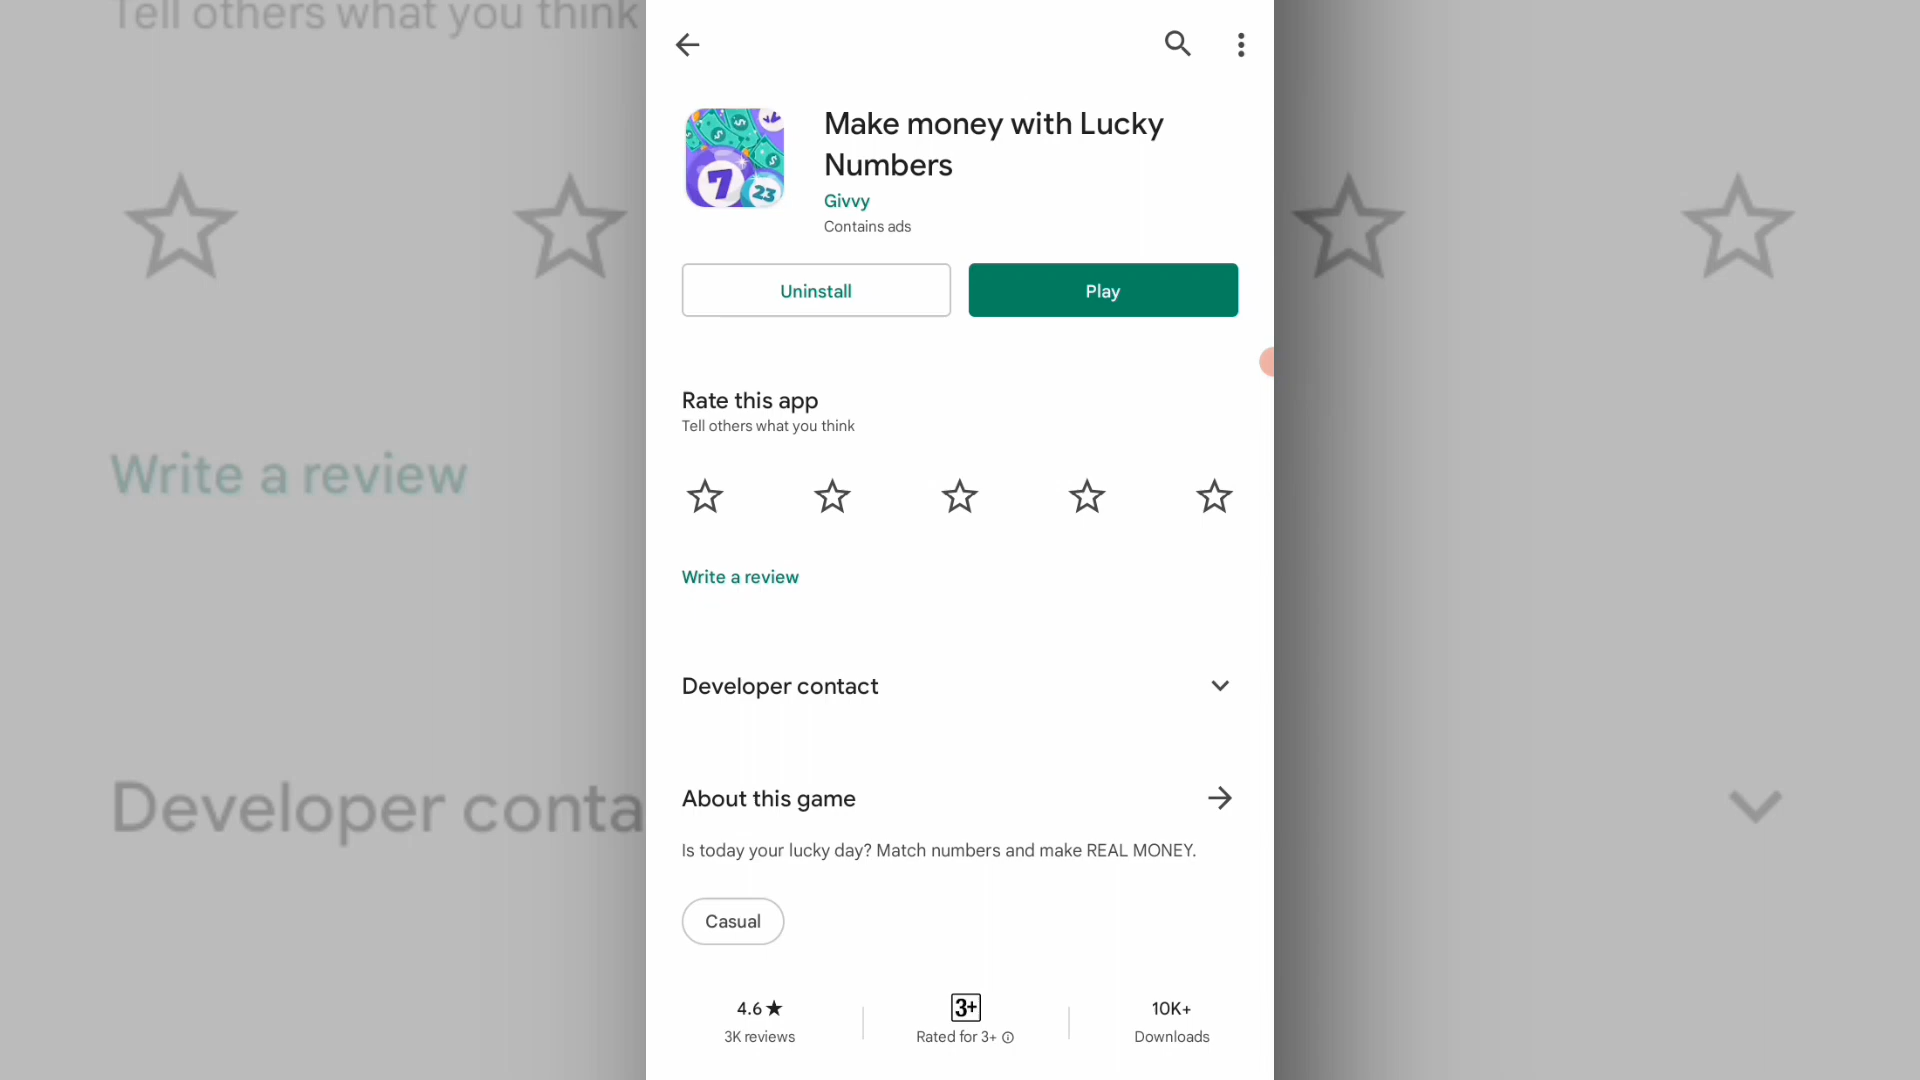 Tell others what you think
Make money with Lucky
Numbers
Givvy
Contains ads
7
23
Uninstall
Play
Rate this app
Tell others what you think
Write a review
Write a review
Developer contact
Developer conta
About this game
Is today your lucky day? Match numbers and make REAL MONEY.
Casual
4.6★
3+
10K+
3K reviews
Rated for 3+
Downloads